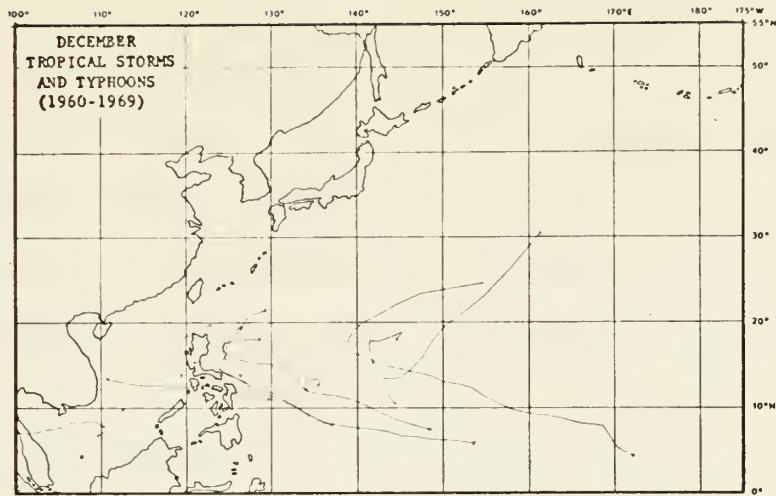 100° 110° 120° 130° 140° 150° 160° 170°E 180° 175°W
55°N
DECEMBER
TROPICAL STORMS
AND TYPHOONS
(1960-1969)
50°
40°
30°
20°
10°N
0°